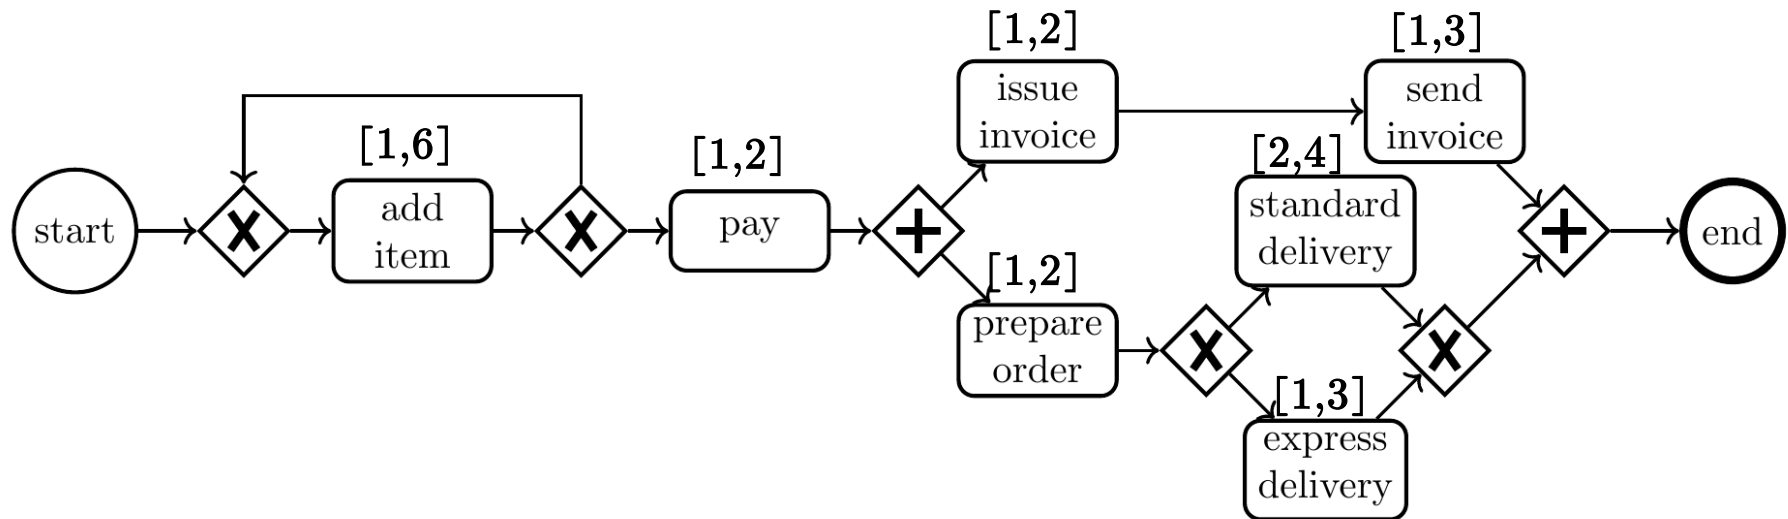 start
[1,6]
add
item
[1,2]
pay
[1,2]
issue
invoice
[1,3]
send
invoice
[1,2]
prepare
order
[2,4]
standard
delivery
[1,3]
express
delivery
end